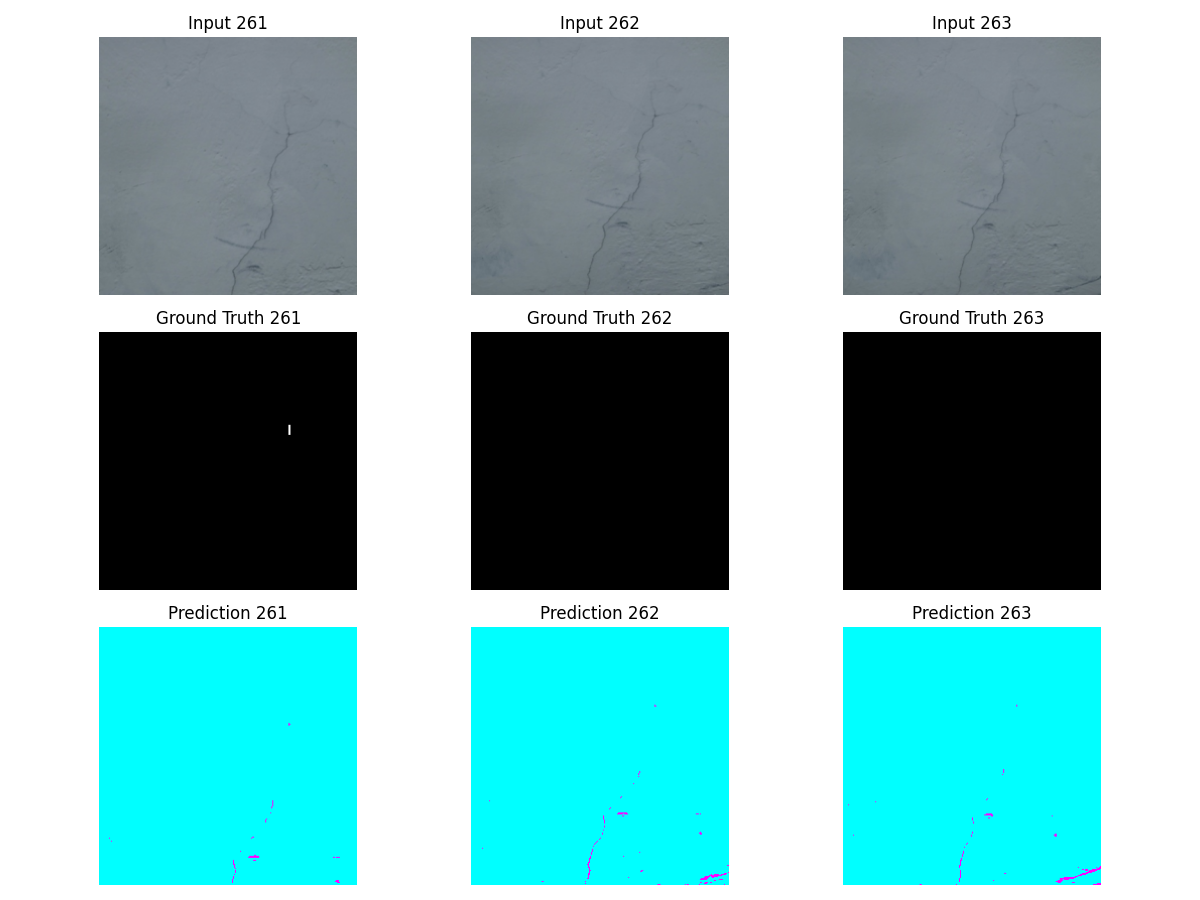 Input 261
Input 262
Input 263
Ground Truth 261
Ground Truth 262
Ground Truth 263
Prediction 261
Prediction 262
Prediction 263